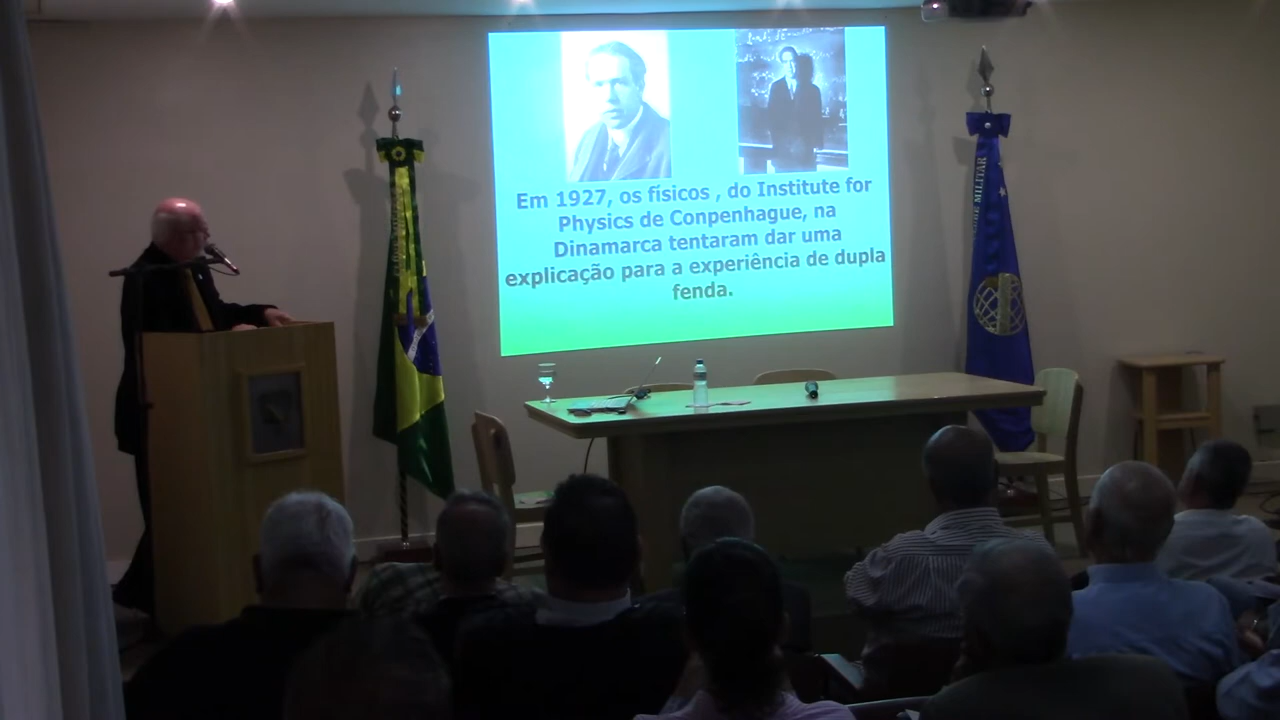 Em 1927, os físicos , do Institute for
Physics de Conpenhague, na
Dinamarca tentaram dar uma
explicação para a experiência de dupla
fenda.
MILITAR